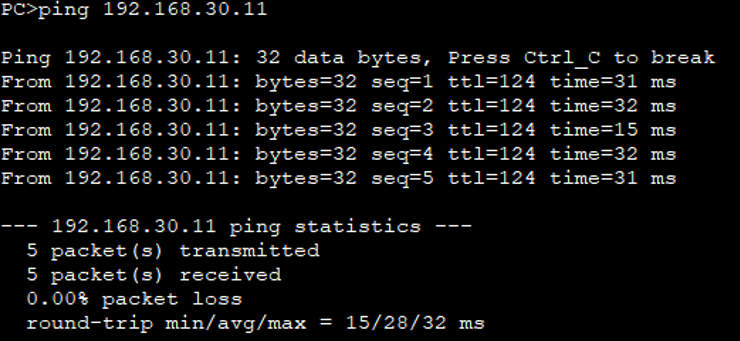 PC>ping 192.168.30.11
Ping 192.168.30.11: 32 data bytes, Press Ctrl_C to break
From 192.168.30.11: bytes=32 seq=1 ttl=124 time=31 ms
From 192.168.30.11: bytes=32 seq=2 ttl=124 time=32 ms
From 192.168.30.11: bytes=32 seq=3 ttl=124 time=15 ms
From 192.168.30.11: bytes=32 seq=4 ttl=124 time=32 ms
From 192.168.30.11: bytes=32 seq=5 ttl=124 time=31 ms
--- 192.168.30.11 ping statistics ---
  5 packet(s) transmitted
  5 packet(s) received
  0.00% packet loss
  round-trip min/avg/max = 15/28/32 ms